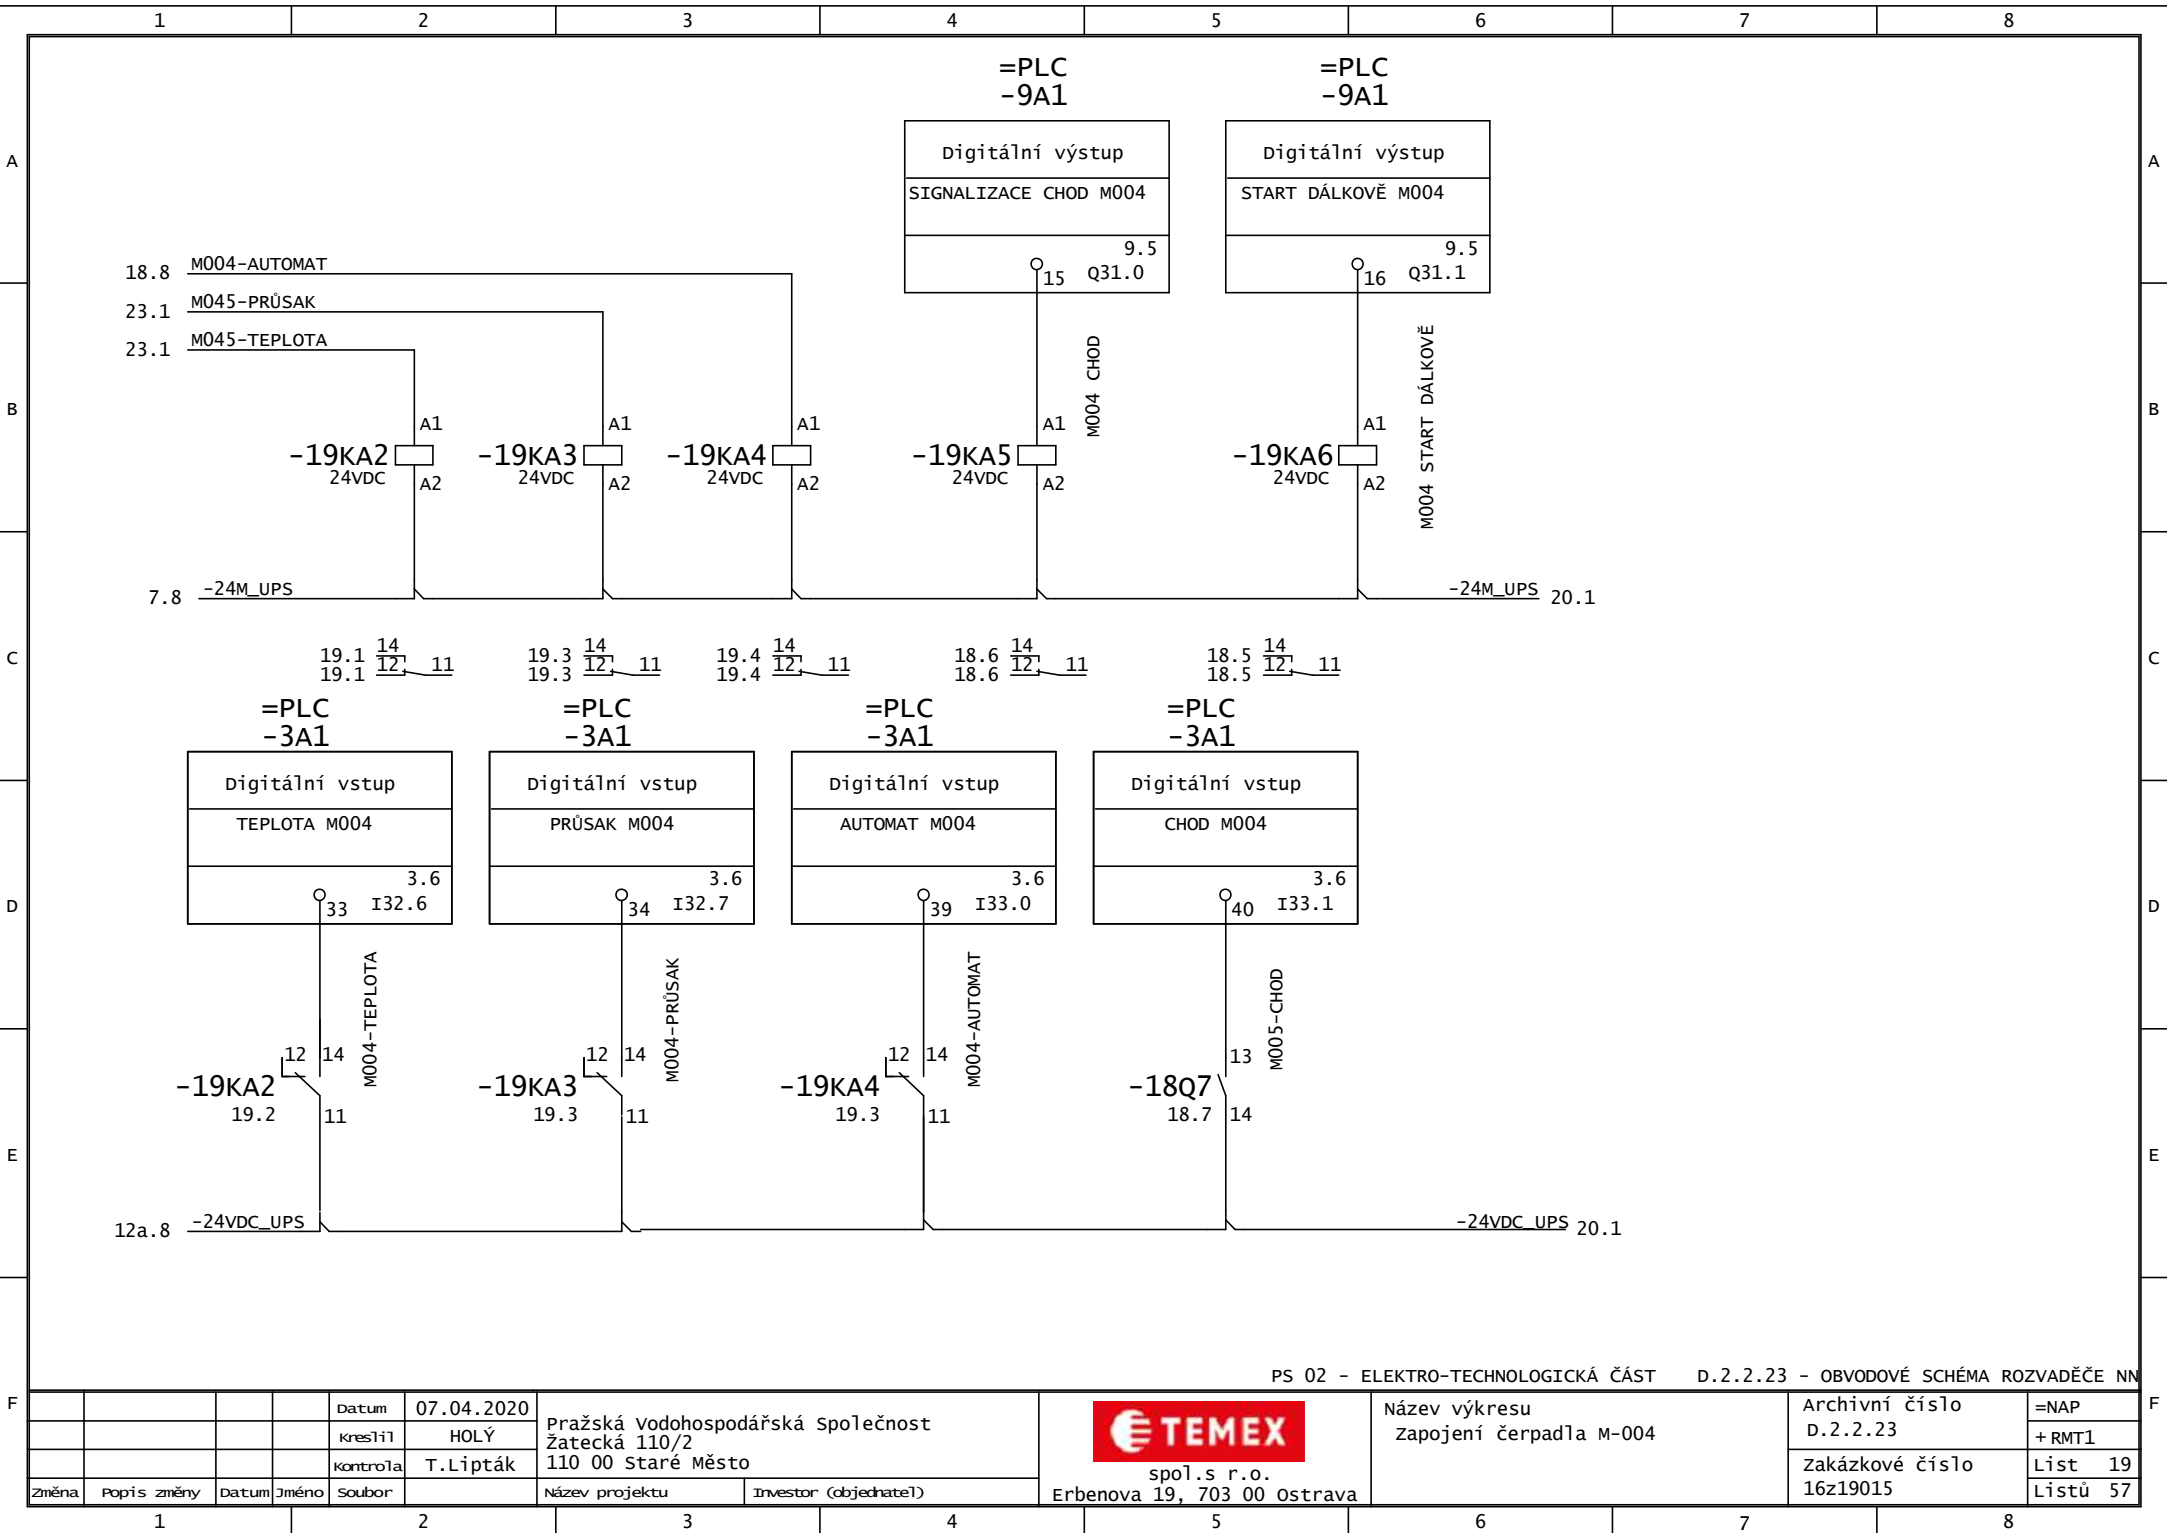 1 2 3 4 5 6 7 8
=PLC
-9A1
=PLC
-9A1
A
Digitální výstup
Digitální výstup
A
SIGNALIZACE CHOD M004
START DÁLKOVĚ M004
9.5
15 Q31.0
9.5
16 Q31.1
18.8 M004-AUTOMAT
23.1 M045-PRŮSAK
23.1 M045-TEPLOTA
M004 CHOD
M004 START DÁLKOVĚ
B
B
A1
-19KA2
24VDC
A2
A1
-19KA3
24VDC
A2
A1
-19KA4
24VDC
A2
A1
-19KA5
24VDC
A2
A1
-19KA6
24VDC
A2
7.8 -24M_UPS
-24M_UPS 20.1
C
C
19.1 14
19.1 12 11
19.3 14
19.3 12 11
19.4 14
19.4 12 11
18.6 14
18.6 12 11
18.5 14
18.5 12 11
=PLC
-3A1
=PLC
-3A1
=PLC
-3A1
=PLC
-3A1
Digitální vstup
TEPLOTA M004
3.6
33 I32.6
Digitální vstup
PRŮSAK M004
3.6
34 I32.7
Digitální vstup
AUTOMAT M004
3.6
39 I33.0
Digitální vstup
CHOD M004
3.6
40 I33.1
D
D
M004-TEPLOTA
M004-PRŮSAK
M004-AUTOMAT
M005-CHOD
12 14
-19KA2
19.2 11
12 14
-19KA3
19.3 11
12 14
-19KA4
19.3 11
13
-18Q7
18.7 14
E
E
12a.8 -24VDC_UPS
-24VDC_UPS 20.1
PS 02 - ELEKTRO-TECHNOLOGICKÁ ČÁST D.2.2.23 - OBVODOVÉ SCHÉMA ROZVADĚČE NN
F
F
Datum 07.04.2020
Kreslil HOLÝ
Kontrola T.Lipták
Změna Popis změny Datum Jméno Soubor
Pražská Vodohospodářská Společnost
Žatecká 110/2
110 00 Staré Město
Název projektu Investor (objednatel)
TEMEX
spol.s r.o.
Erbenova 19, 703 00 Ostrava
Název výkresu
Zapojení čerpadla M-004
Archivní číslo
D.2.2.23
Zakázkové číslo
16z19015
=NAP
+ RMT1
List 19
Listů 57
1 2 3 4 5 6 7 8